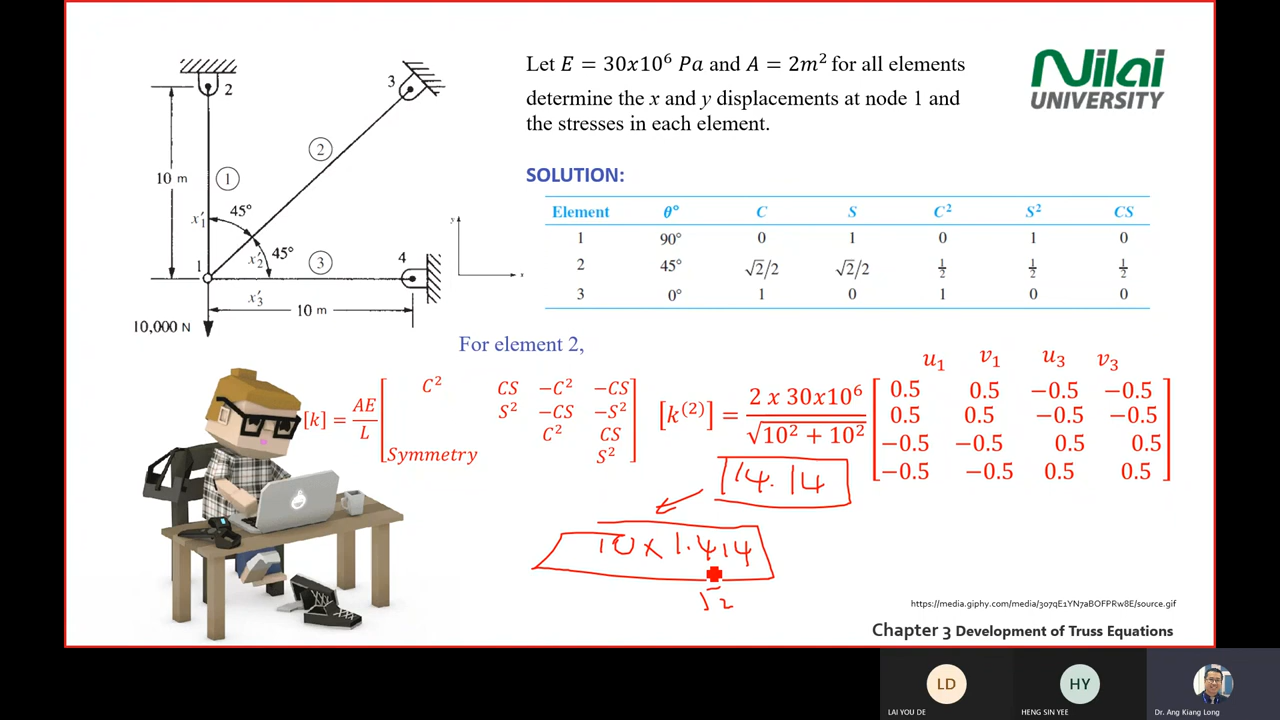 Let E = 30x10⁶ Pa and A = 2m² for all elements
determine the x and y displacements at node 1 and
the stresses in each element.
Nilai
UNIVERSITY
SOLUTION:
Element θ° C S C² S² CS
1 90° 0 1 0 1 0
2 45° √2/2 √2/2 1/2 1/2 1/2
3 0° 1 0 1 0 0
2
3
2
10 m
1
x′₁
45°
45°
x′₂
1
3
4
x′₃
10 m
10,000 N
y
x
For element 2,
[k] = AE/L [
C² CS −C² −CS
S² −CS −S²
C² CS
Symmetry S²
]
[k⁽²⁾] = 2 x 30x10⁶ / √10² + 10²
u₁ v₁ u₃ v₃
0.5 0.5 −0.5 −0.5
0.5 0.5 −0.5 −0.5
−0.5 −0.5 0.5 0.5
−0.5 −0.5 0.5 0.5
14.14
10 x 1.414
√2
https://media.giphy.com/media/3o7qE1YN7aBOFPRw8E/source.gif
Chapter 3 Development of Truss Equations
LD
HY
LAI YOU DE
HENG SIN YEE
Dr. Ang Kiang Long